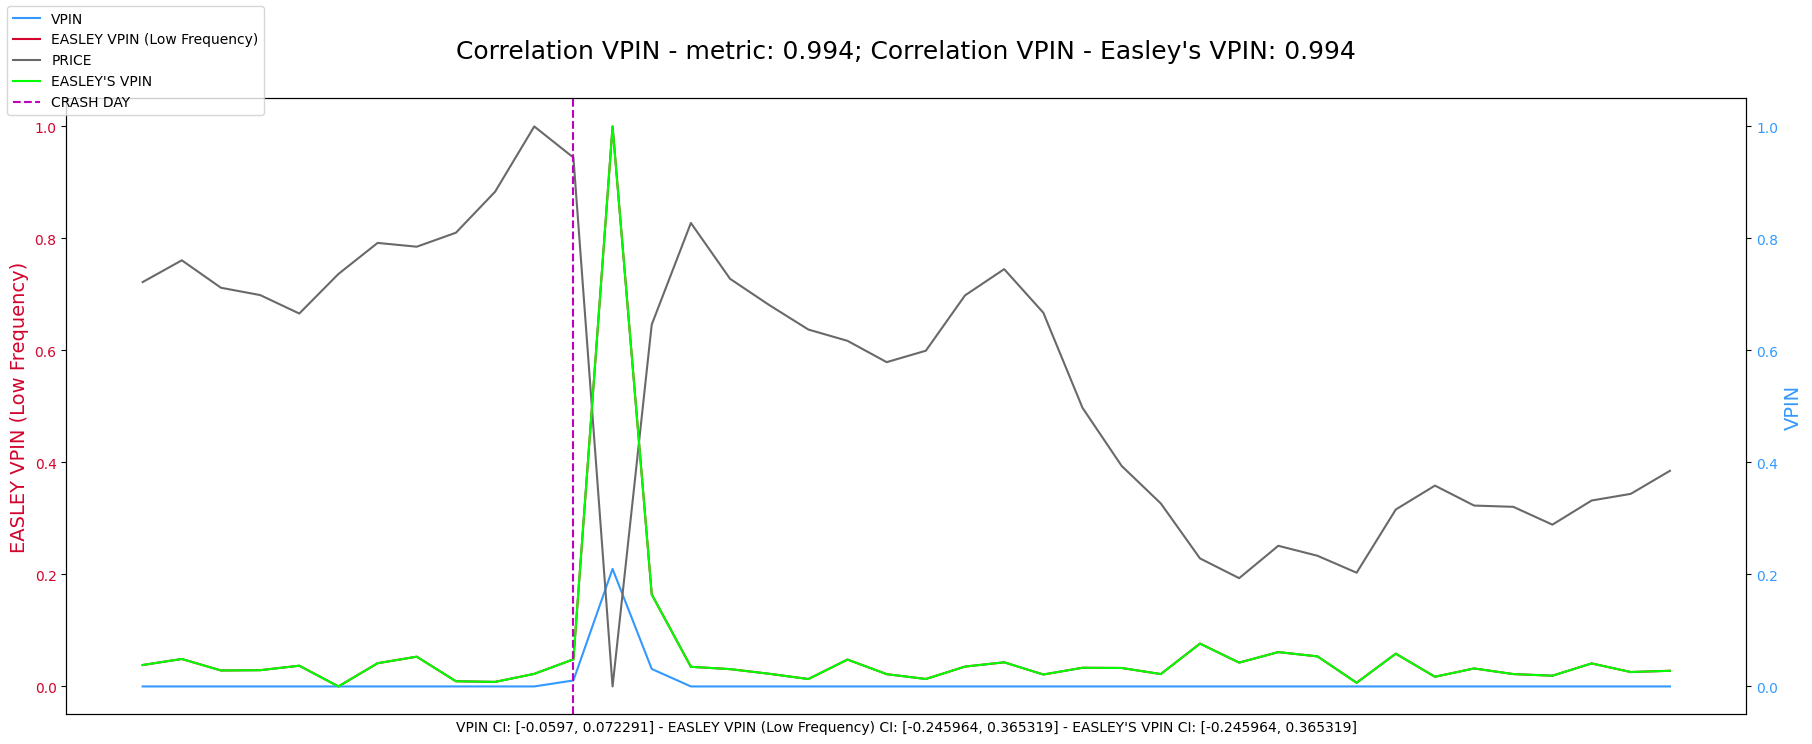 VPIN
EASLEY VPIN (Low Frequency)
PRICE
EASLEY'S VPIN
CRASH DAY
Correlation VPIN - metric: 0.994; Correlation VPIN - Easley's VPIN: 0.994
EASLEY VPIN (Low Frequency)
1.0
0.8
0.6
0.4
0.2
0.0
1.0
0.8
0.6
0.4
0.2
0.0
VPIN
VPIN CI: [-0.0597, 0.072291] - EASLEY VPIN (Low Frequency) CI: [-0.245964, 0.365319] - EASLEY'S VPIN CI: [-0.245964, 0.365319]